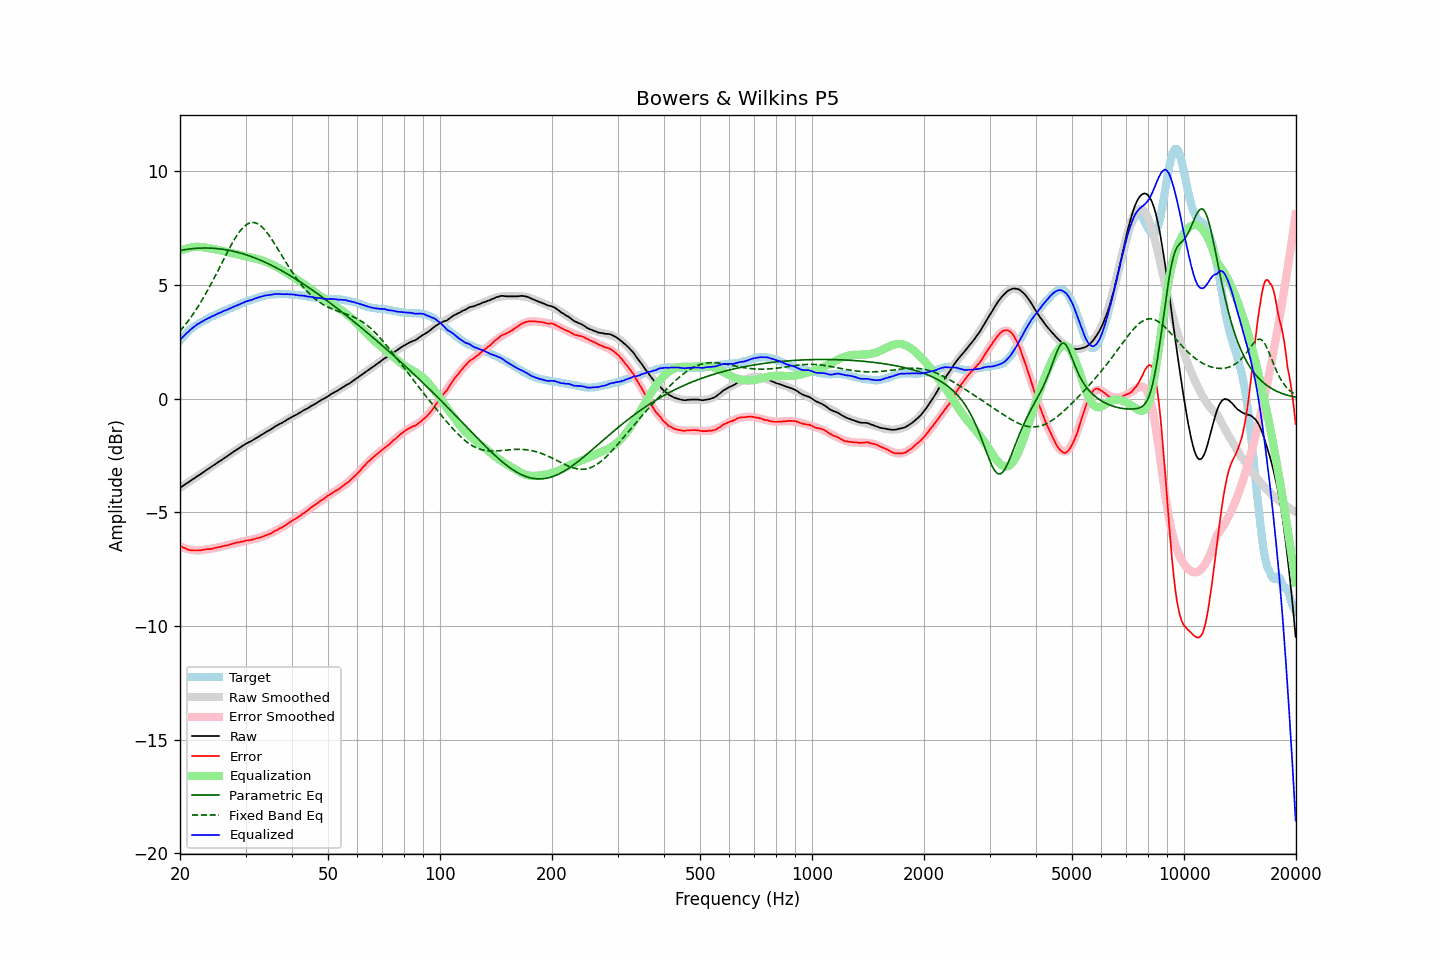 Bowers & Wilkins P5
Amplitude (dBr)
10
5
0
−5
−10
−15
−20
Target
Raw Smoothed
Error Smoothed
Raw
Error
Equalization
Parametric Eq
Fixed Band Eq
Equalized
20 50 100 200 500 1000 2000 5000 10000 20000
Frequency (Hz)